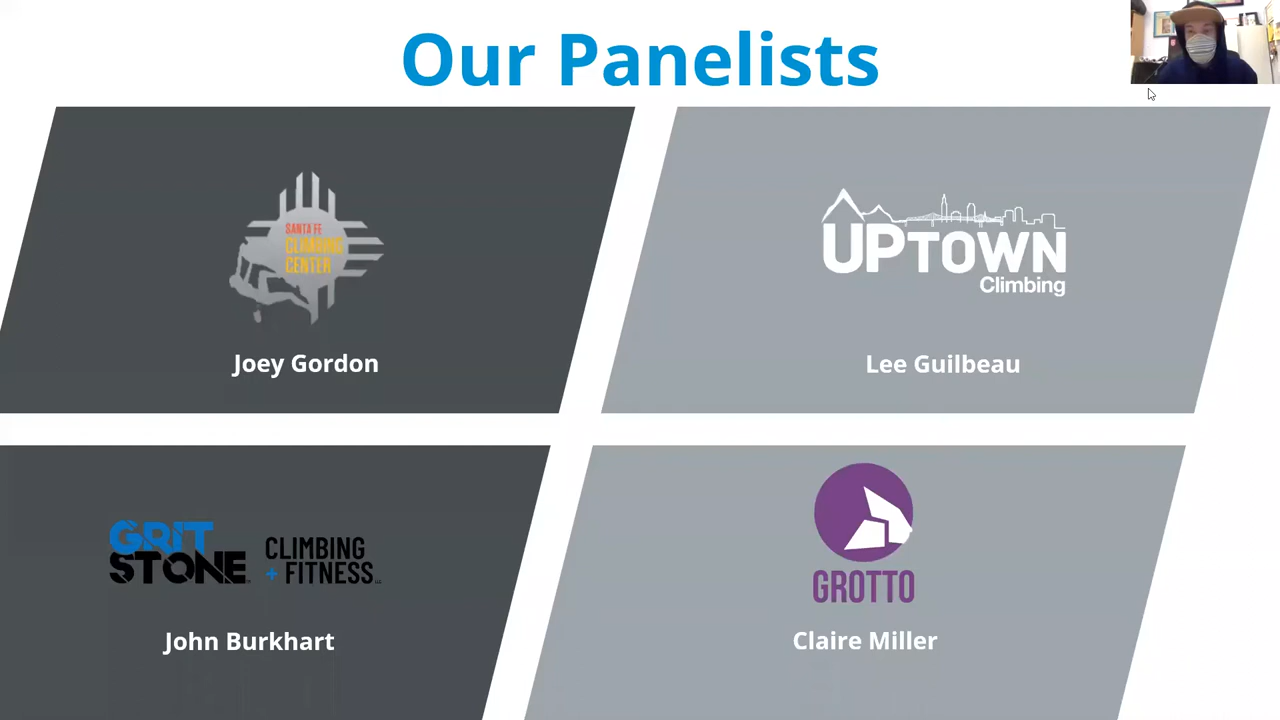 Our Panelists
SANTA FE
CLIMBING
CENTER
Joey Gordon
UPTOWN
Climbing
Lee Guilbeau
GRIT
STONE
CLIMBING
+ FITNESS
John Burkhart
GROTTO
Claire Miller